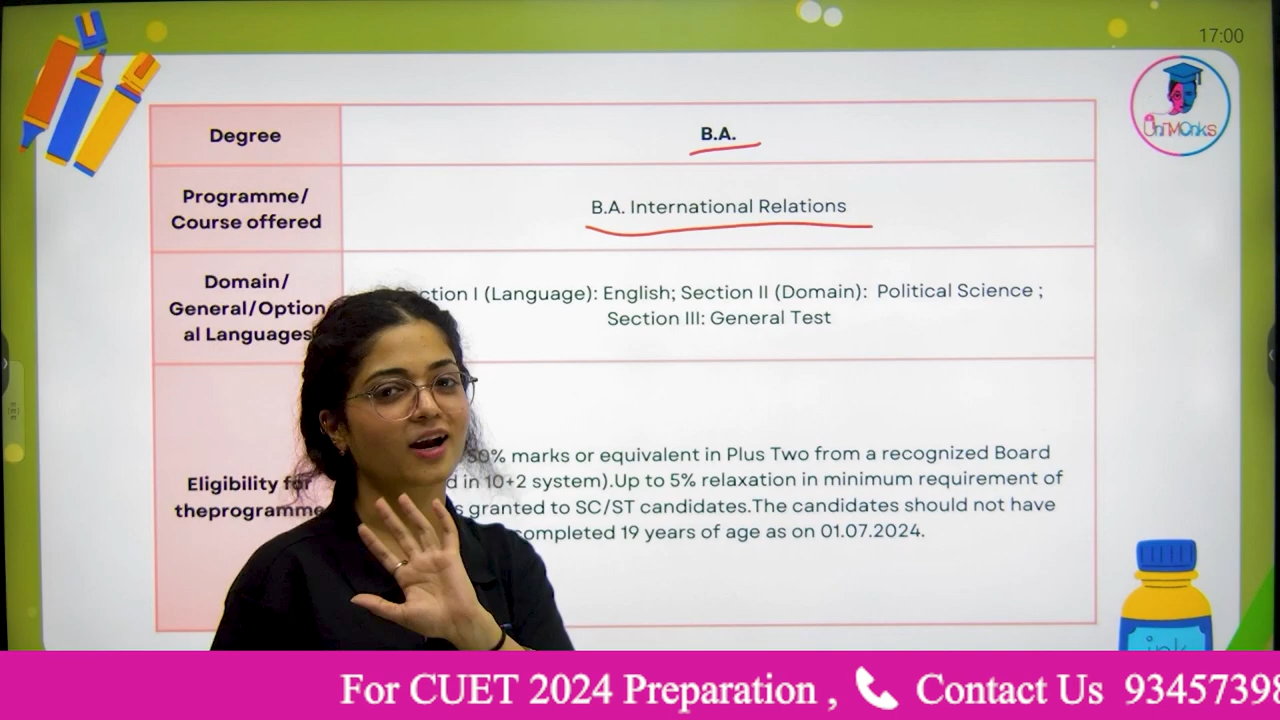 17:00
UniMonks
Degree
B.A.
Programme/
Course offered
B.A. International Relations
Domain/
General/Option
al Languages
Section I (Language): English; Section II (Domain): Political Science ;
Section III: General Test
Eligibility for
theprogramme
50% marks or equivalent in Plus Two from a recognized Board
in 10+2 system).Up to 5% relaxation in minimum requirement of
granted to SC/ST candidates.The candidates should not have
completed 19 years of age as on 01.07.2024.
ink
For CUET 2024 Preparation , Contact Us 93457398